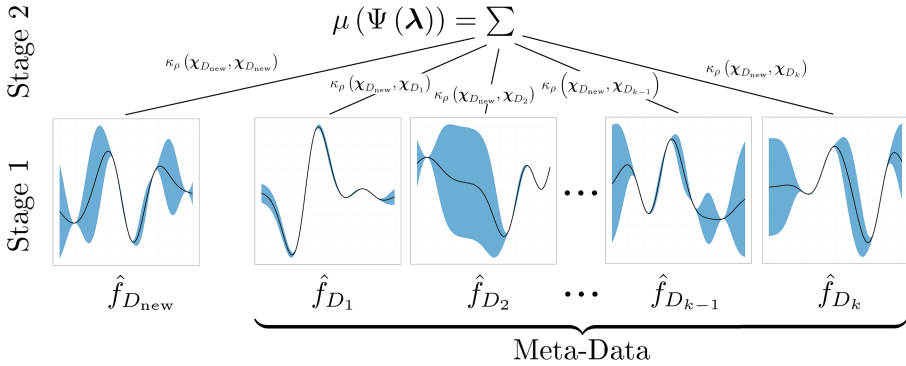 Stage 2
μ (Ψ (λ)) = ∑
κρ (χDnew, χDnew)
κρ (χDnew, χD1)
κρ (χDnew, χD2)
κρ (χDnew, χDk−1)
κρ (χDnew, χDk)
Stage 1
...
f̂Dnew
f̂D1
f̂D2
...
f̂Dk−1
f̂Dk
Meta-Data